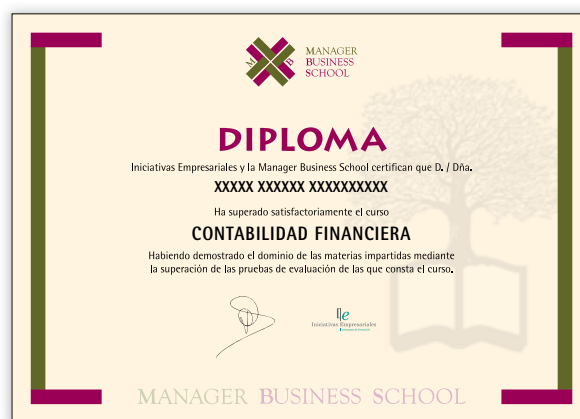 M B
MANAGER
BUSINESS
SCHOOL
DIPLOMA
Iniciativas Empresariales y la Manager Business School certifican que D. / Dña.
XXXXX XXXXXX XXXXXXXXXX
Ha superado satisfactoriamente el curso
CONTABILIDAD FINANCIERA
Habiendo demostrado el dominio de las materias impartidas mediante
la superación de las pruebas de evaluación de las que consta el curso.
Ie
Iniciativas Empresariales
MANAGER BUSINESS SCHOOL